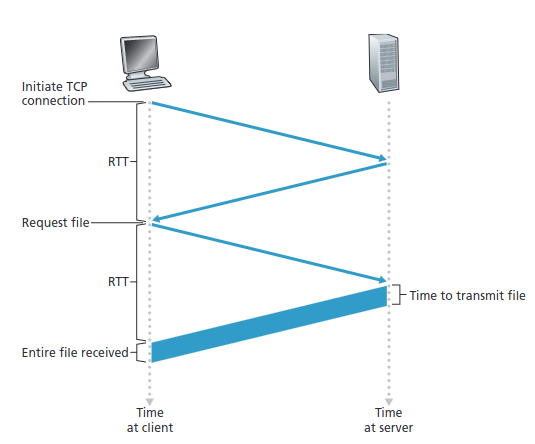 Initiate TCP
connection
RTT
Request file
RTT
Time to transmit file
Entire file received
Time
at client
Time
at server